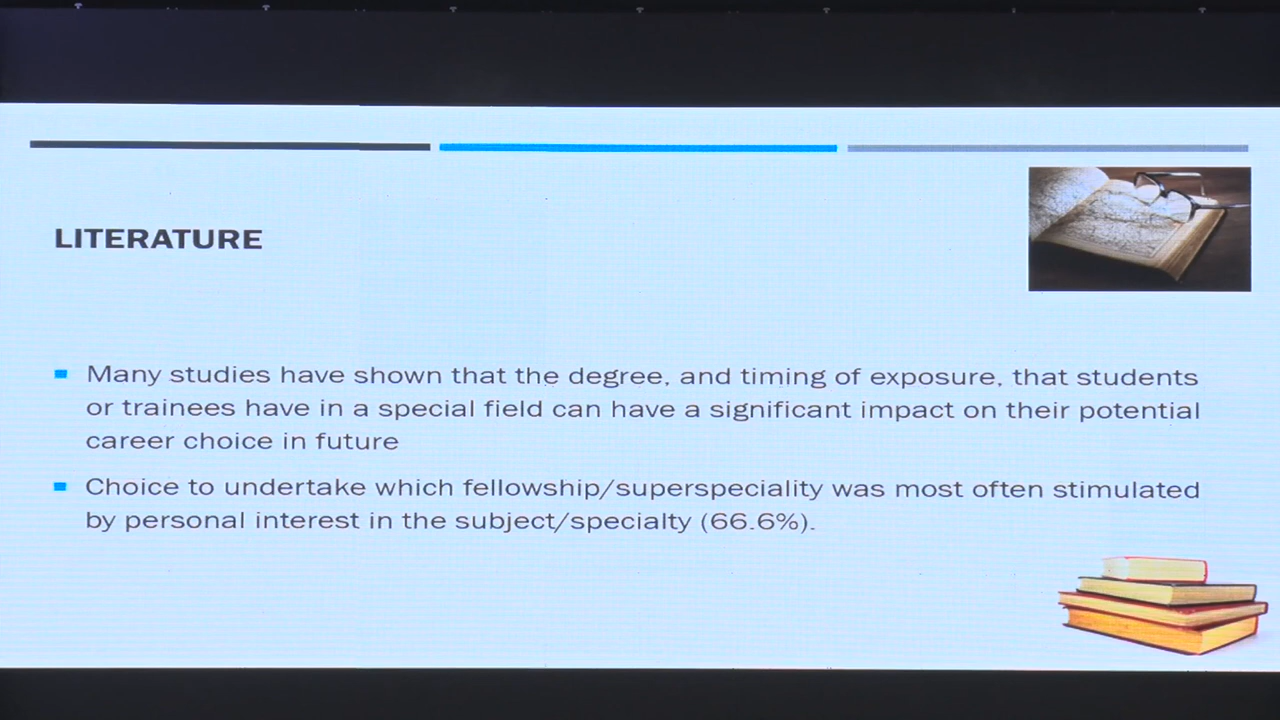 LITERATURE
Many studies have shown that the degree, and timing of exposure, that students
or trainees have in a special field can have a significant impact on their potential
career choice in future
Choice to undertake which fellowship/superspeciality was most often stimulated
by personal interest in the subject/specialty (66.6%).